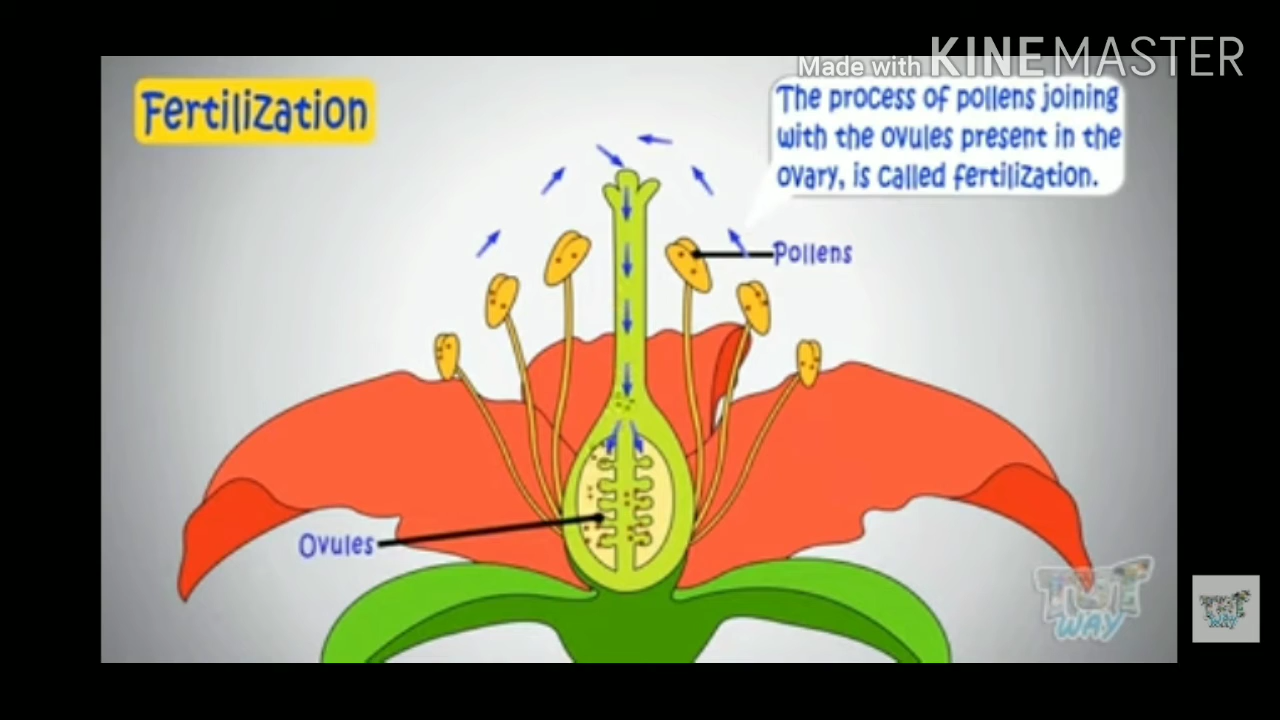 Made with KINEMASTER
Fertilization
The process of pollens joining
with the ovules present in the
ovary, is called fertilization.
Pollens
Ovules
WAY